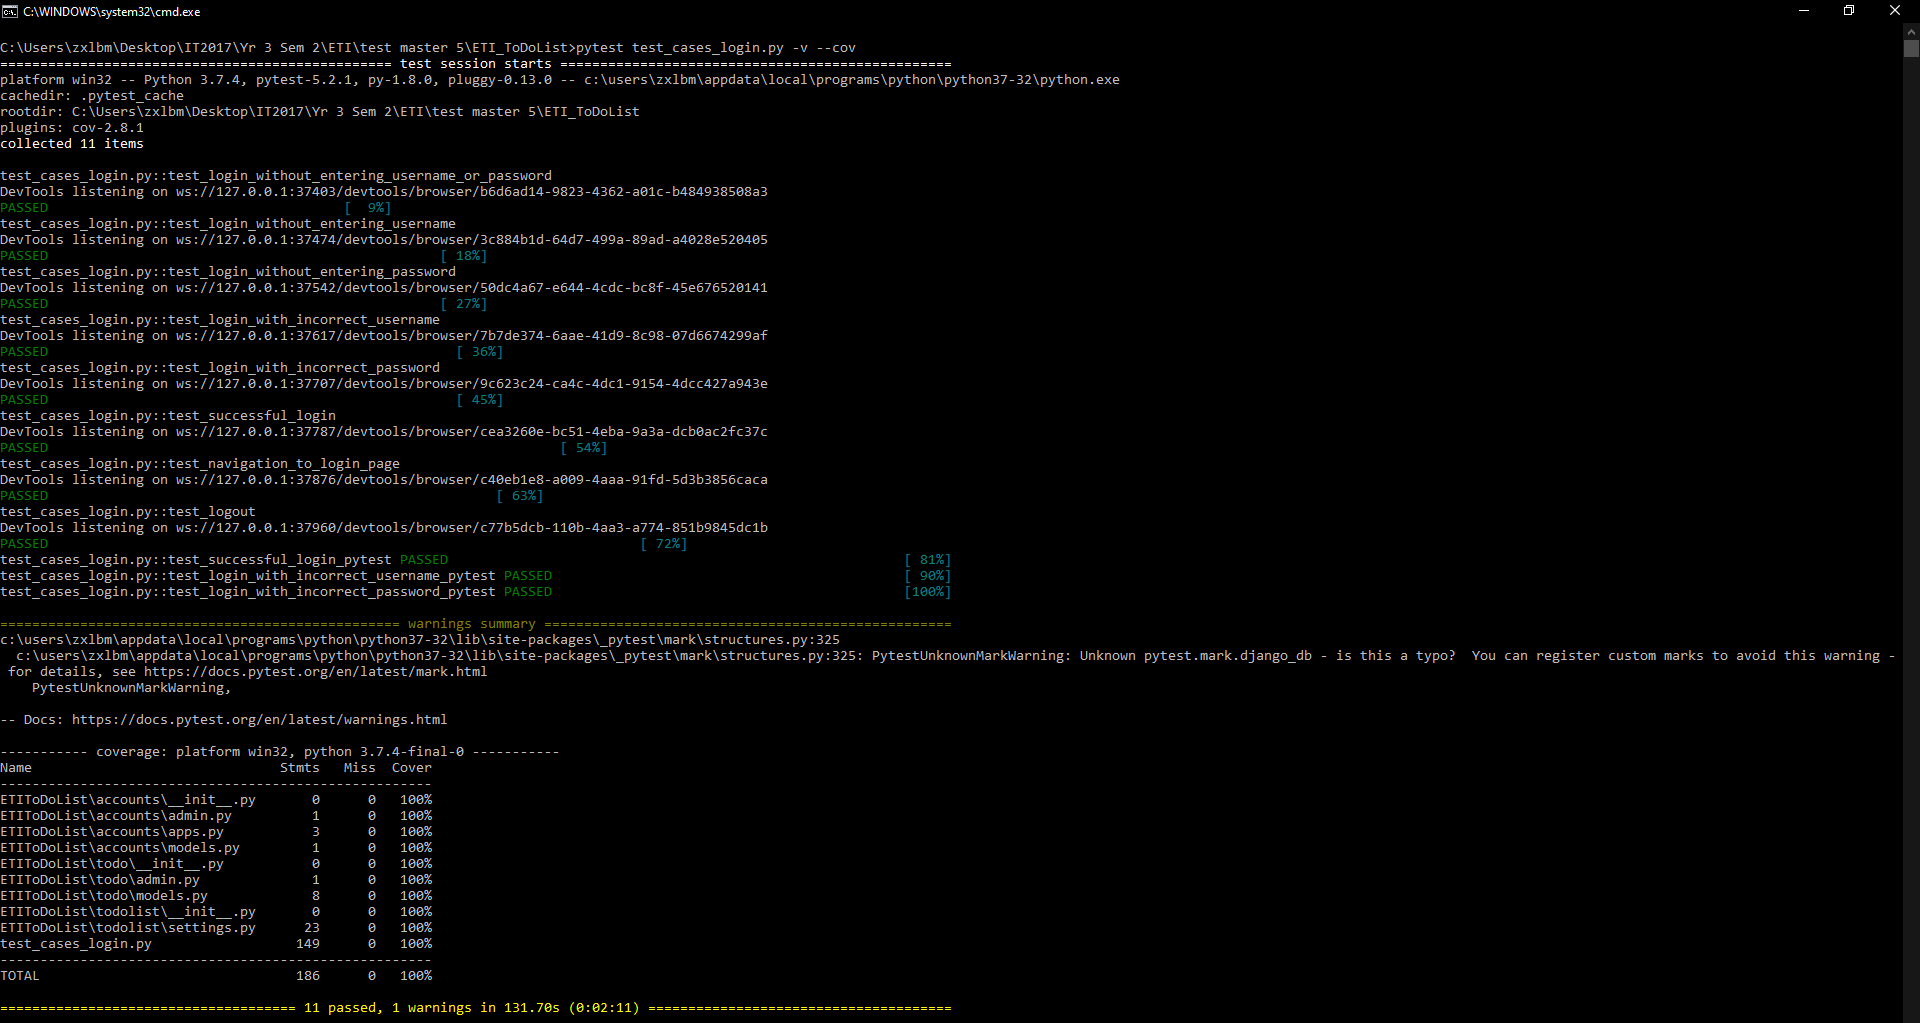 C:\WINDOWS\system32\cmd.exe
C:\Users\zxlbm\Desktop\IT2017\Yr 3 Sem 2\ETI\test master 5\ETI_ToDoList>pytest test_cases_login.py -v --cov
================================================= test session starts =================================================
platform win32 -- Python 3.7.4, pytest-5.2.1, py-1.8.0, pluggy-0.13.0 -- c:\users\zxlbm\appdata\local\programs\python\python37-32\python.exe
cachedir: .pytest_cache
rootdir: C:\Users\zxlbm\Desktop\IT2017\Yr 3 Sem 2\ETI\test master 5\ETI_ToDoList
plugins: cov-2.8.1
collected 11 items
test_cases_login.py::test_login_without_entering_username_or_password
DevTools listening on ws://127.0.0.1:37403/devtools/browser/b6d6ad14-9823-4362-a01c-b484938508a3
PASSED                                     [  9%]
test_cases_login.py::test_login_without_entering_username
DevTools listening on ws://127.0.0.1:37474/devtools/browser/3c884b1d-64d7-499a-89ad-a4028e520405
PASSED                                                 [ 18%]
test_cases_login.py::test_login_without_entering_password
DevTools listening on ws://127.0.0.1:37542/devtools/browser/50dc4a67-e644-4cdc-bc8f-45e676520141
PASSED                                                 [ 27%]
test_cases_login.py::test_login_with_incorrect_username
DevTools listening on ws://127.0.0.1:37617/devtools/browser/7b7de374-6aae-41d9-8c98-07d6674299af
PASSED                                                   [ 36%]
test_cases_login.py::test_login_with_incorrect_password
DevTools listening on ws://127.0.0.1:37707/devtools/browser/9c623c24-ca4c-4dc1-9154-4dcc427a943e
PASSED                                                   [ 45%]
test_cases_login.py::test_successful_login
DevTools listening on ws://127.0.0.1:37787/devtools/browser/cea3260e-bc51-4eba-9a3a-dcb0ac2fc37c
PASSED                                                                [ 54%]
test_cases_login.py::test_navigation_to_login_page
DevTools listening on ws://127.0.0.1:37876/devtools/browser/c40eb1e8-a009-4aaa-91fd-5d3b3856caca
PASSED                                                        [ 63%]
test_cases_login.py::test_logout
DevTools listening on ws://127.0.0.1:37960/devtools/browser/c77b5dcb-110b-4aa3-a774-851b9845dc1b
PASSED                                                                          [ 72%]
test_cases_login.py::test_successful_login_pytest PASSED                                                         [ 81%]
test_cases_login.py::test_login_with_incorrect_username_pytest PASSED                                            [ 90%]
test_cases_login.py::test_login_with_incorrect_password_pytest PASSED                                            [100%]
================================================== warnings summary ===================================================
c:\users\zxlbm\appdata\local\programs\python\python37-32\lib\site-packages\_pytest\mark\structures.py:325
c:\users\zxlbm\appdata\local\programs\python\python37-32\lib\site-packages\_pytest\mark\structures.py:325: PytestUnknownMarkWarning: Unknown pytest.mark.django_db - is this a typo?  You can register custom marks to avoid this warning -
for details, see https://docs.pytest.org/en/latest/mark.html
PytestUnknownMarkWarning,
-- Docs: https://docs.pytest.org/en/latest/warnings.html
----------- coverage: platform win32, python 3.7.4-final-0 -----------
Name                               Stmts   Miss  Cover
------------------------------------------------------
ETIToDoList\accounts\__init__.py       0      0   100%
ETIToDoList\accounts\admin.py          1      0   100%
ETIToDoList\accounts\apps.py           3      0   100%
ETIToDoList\accounts\models.py         1      0   100%
ETIToDoList\todo\__init__.py           0      0   100%
ETIToDoList\todo\admin.py              1      0   100%
ETIToDoList\todo\models.py             8      0   100%
ETIToDoList\todolist\__init__.py       0      0   100%
ETIToDoList\todolist\settings.py      23      0   100%
test_cases_login.py                  149      0   100%
------------------------------------------------------
TOTAL                                186      0   100%
===================================== 11 passed, 1 warnings in 131.70s (0:02:11) ======================================